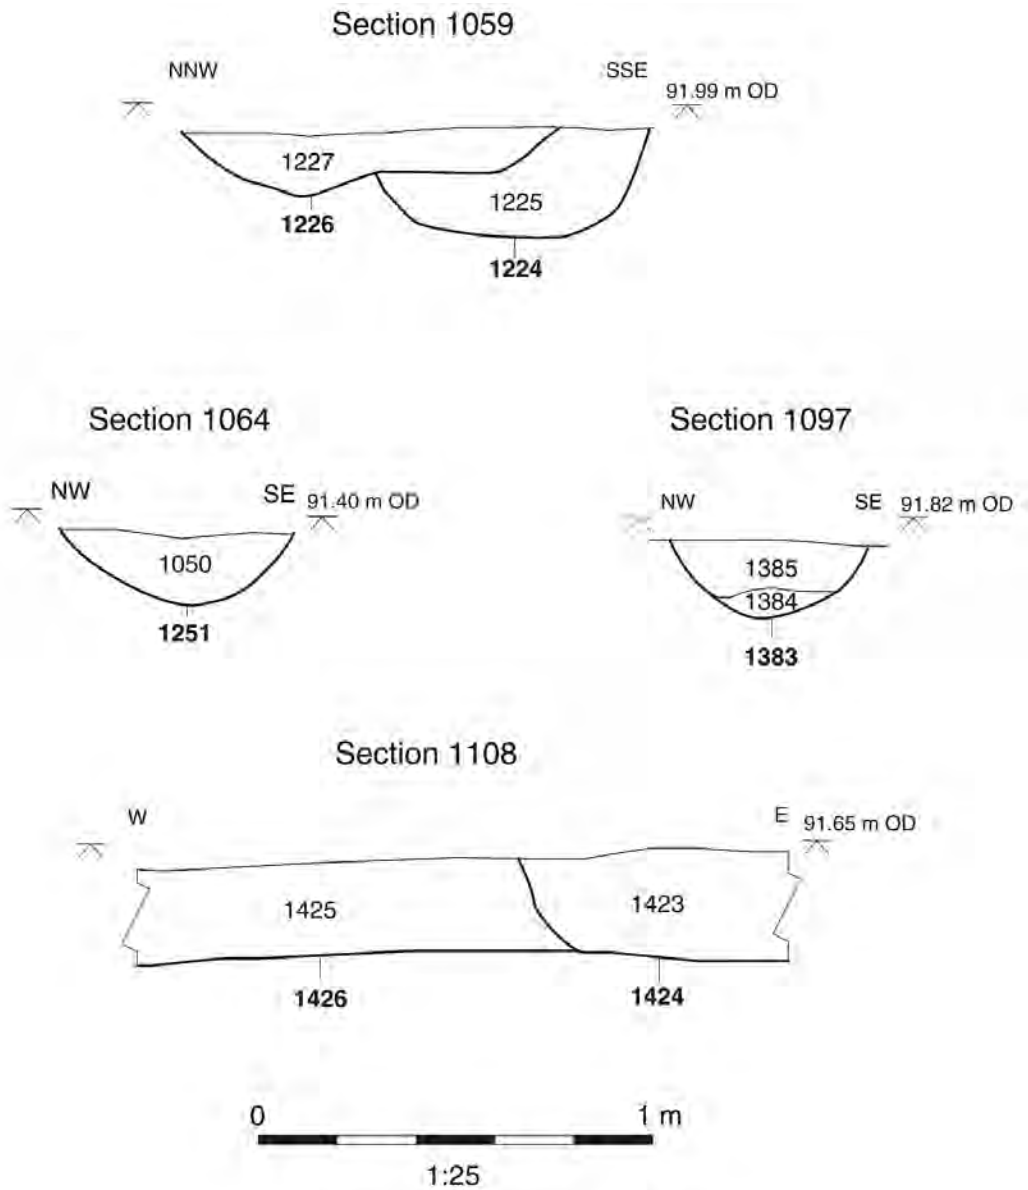 Section 1059
NNW SSE 91.99 m OD
1227
1225
1226
1224
Section 1064
NW SE 91.40 m OD
1050
1251
Section 1097
NW SE 91.82 m OD
1385
1384
1383
Section 1108
W E 91.65 m OD
1425 1423
1426 1424
0 1 m
1:25